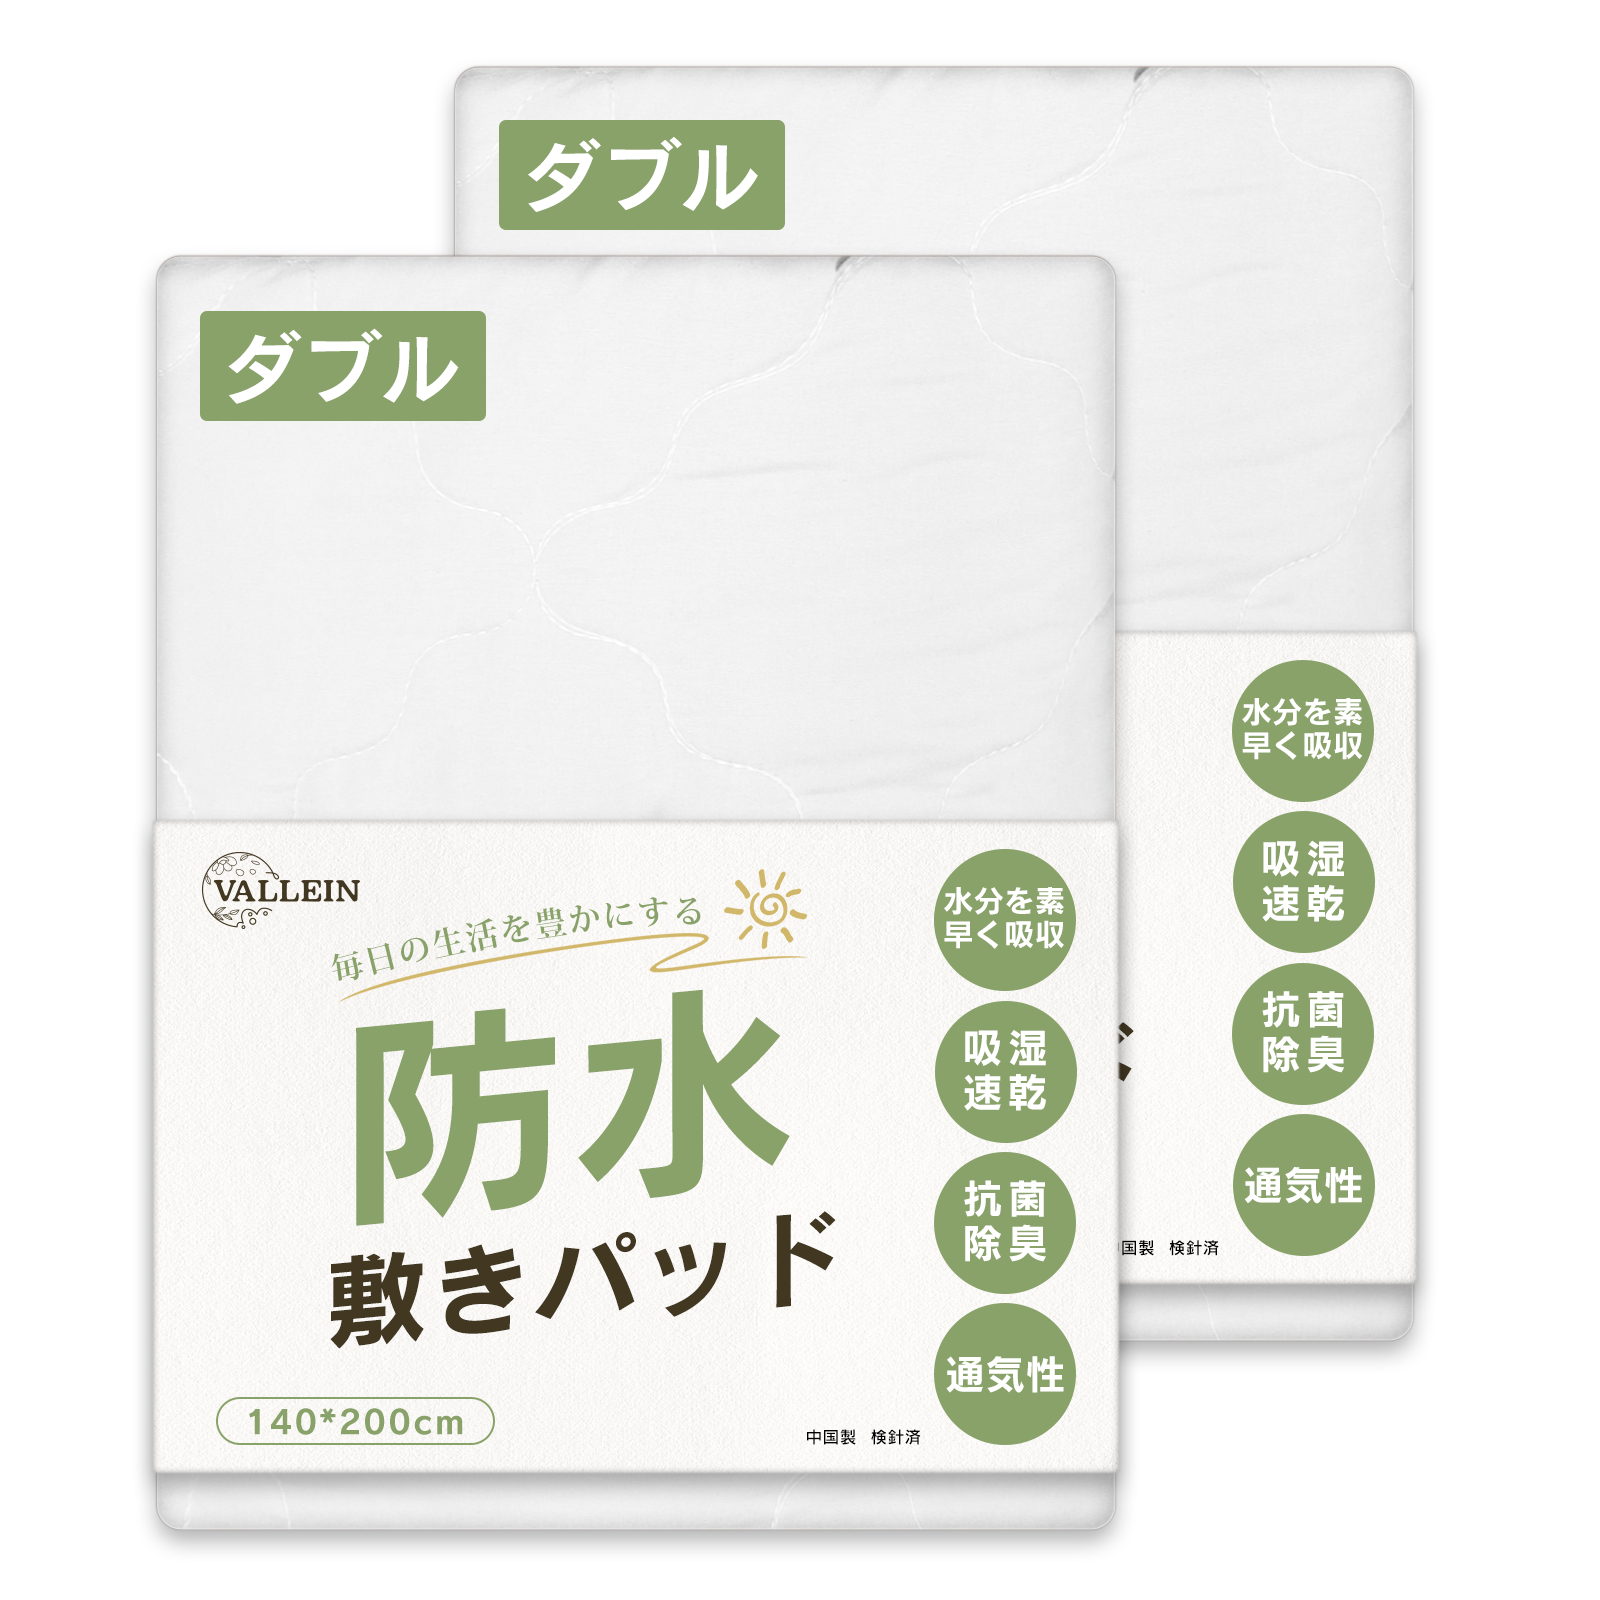 ダブル
ダブル
VALLEIN
毎日の生活を豊かにする
防水
敷きパッド
140*200cm
中国製 検針済
水分を素
早く吸収
吸湿
速乾
抗菌
除臭
通気性
水分を素
早く吸収
吸湿
速乾
抗菌
除臭
通気性
国製 検針済